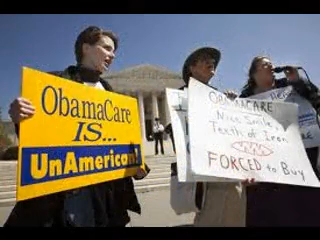 ObamaCare
IS...
UnAmerican!
OBAMACARE
Nice Smile
Teeth of Iron
FORCED to Buy